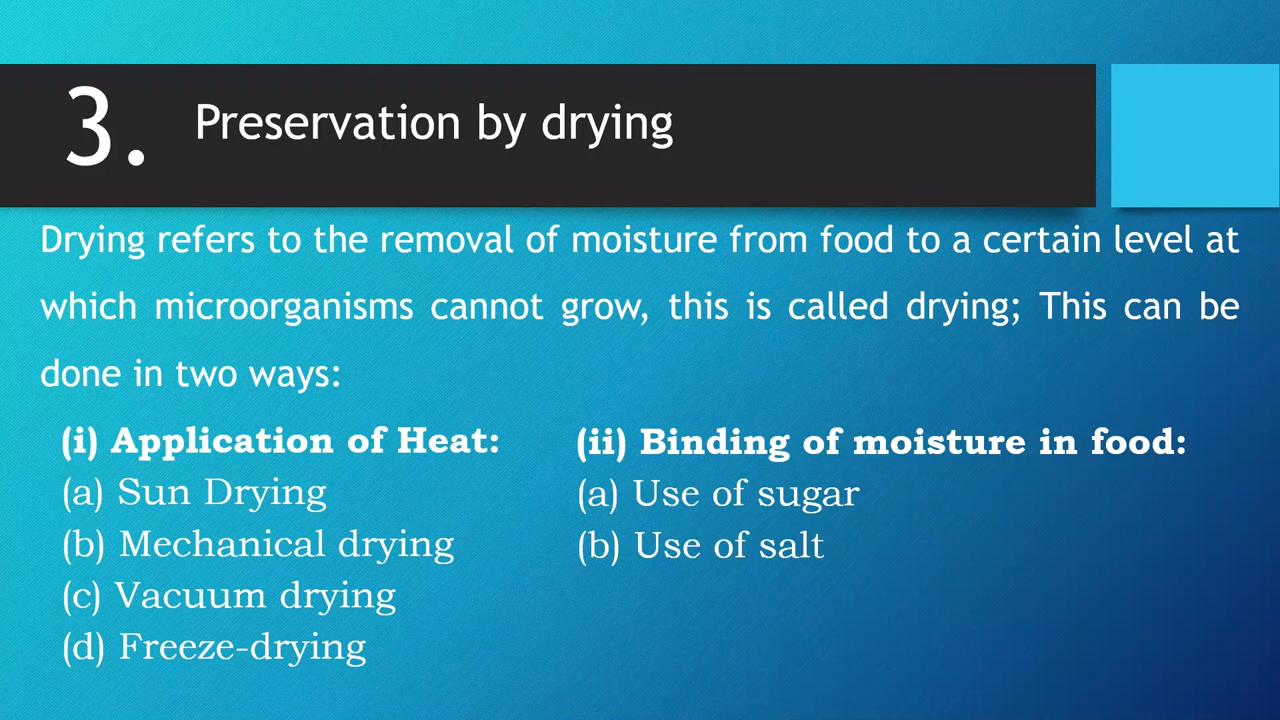 3. Preservation by drying
Drying refers to the removal of moisture from food to a certain level at
which microorganisms cannot grow, this is called drying; This can be
done in two ways:
(i) Application of Heat:
(a) Sun Drying
(b) Mechanical drying
(c) Vacuum drying
(d) Freeze-drying
(ii) Binding of moisture in food:
(a) Use of sugar
(b) Use of salt